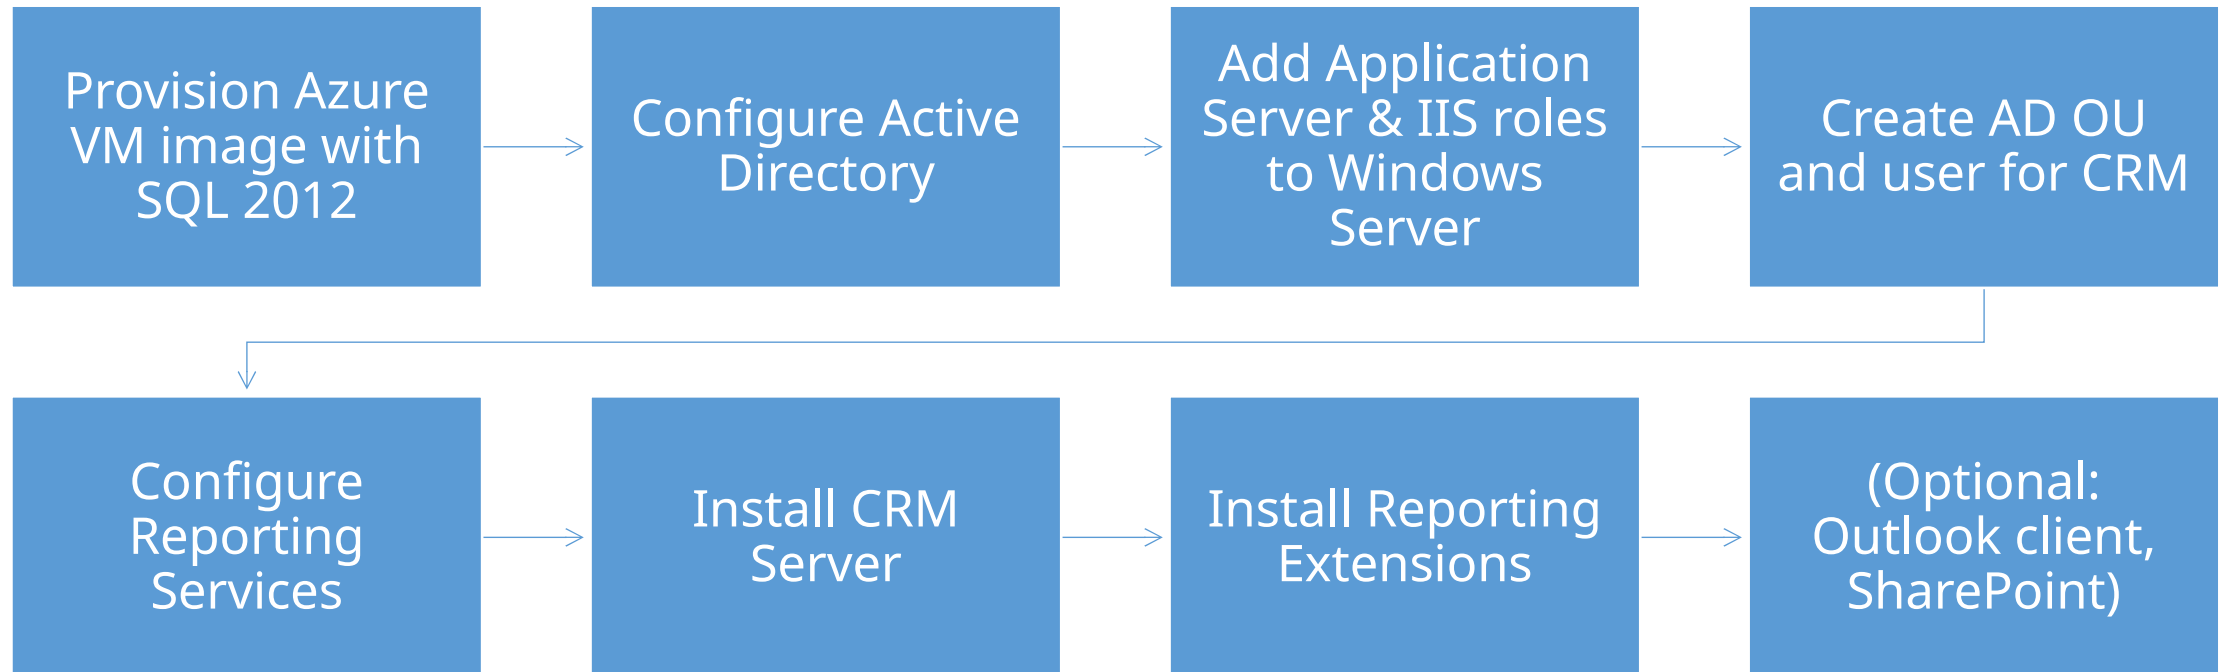 Provision Azure
VM image with
SQL 2012
Configure Active
Directory
Add Application
Server & IIS roles
to Windows
Server
Create AD OU
and user for CRM
Configure
Reporting
Services
Install CRM
Server
Install Reporting
Extensions
(Optional:
Outlook client,
SharePoint)